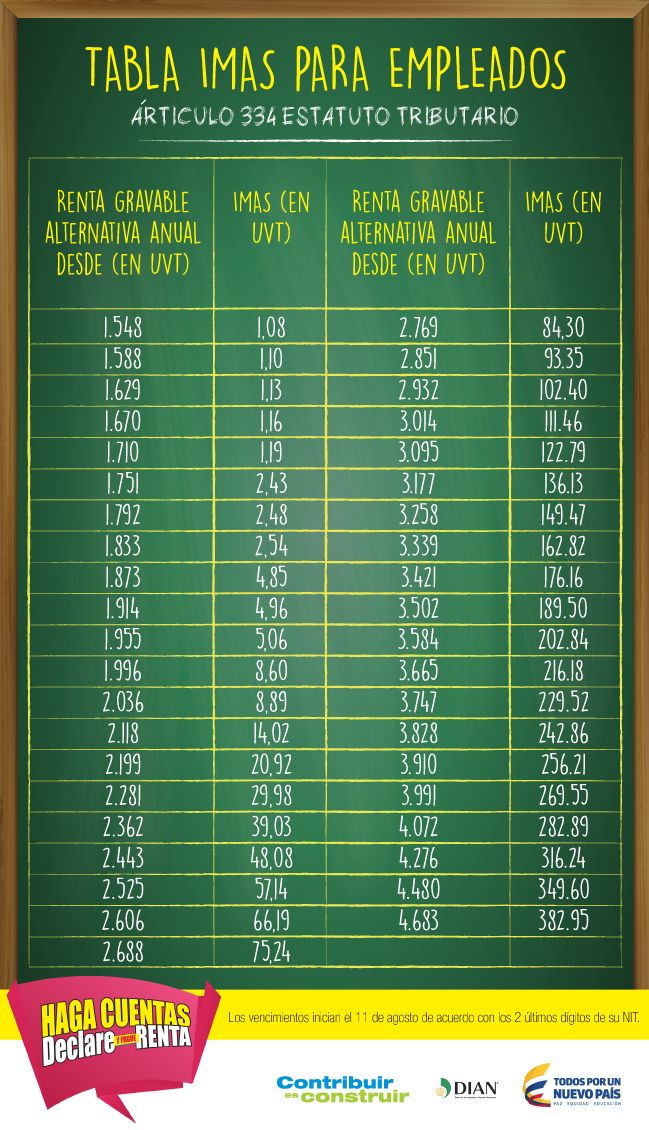 TABLA IMAS PARA EMPLEADOS
ÁRTICULO 334 ESTATUTO TRIBUTARIO
RENTA GRAVABLE ALTERNATIVA ANUAL DESDE (EN UVT) IMAS (EN UVT) RENTA GRAVABLE ALTERNATIVA ANUAL DESDE (EN UVT) IMAS (EN UVT)
1.548 1,08 2.769 84,30
1.588 1,10 2.851 93.35
1.629 1,13 2.932 102.40
1.670 1,16 3.014 111.46
1.710 1,19 3.095 122.79
1.751 2,43 3.177 136.13
1.792 2,48 3.258 149.47
1.833 2,54 3.339 162.82
1.873 4,85 3.421 176.16
1.914 4,96 3.502 189.50
1.955 5,06 3.584 202.84
1.996 8,60 3.665 216.18
2.036 8,89 3.747 229.52
2.118 14,02 3.828 242.86
2.199 20,92 3.910 256.21
2.281 29,98 3.991 269.55
2.362 39,03 4.072 282.89
2.443 48,08 4.276 316.24
2.525 57,14 4.480 349.60
2.606 66,19 4.683 382.95
2.688 75,24
HAGA CUENTAS
Declare Y PAGUE RENTA
Los vencimientos inician el 11 de agosto de acuerdo con los 2 últimos dígitos de su NIT.
Contribuir
es construir
DIAN
TODOS POR UN
NUEVO PAÍS
PAZ EQUIDAD EDUCACIÓN